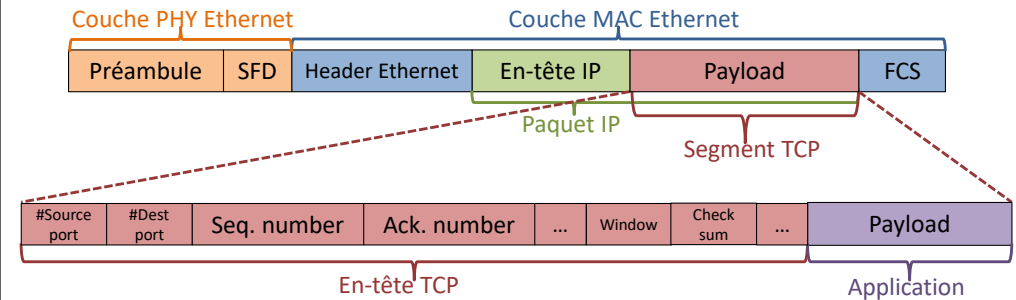 Couche PHY Ethernet
Couche MAC Ethernet
Préambule
SFD
Header Ethernet
En-tête IP
Payload
FCS
Paquet IP
Segment TCP
#Source
port
#Dest
port
Seq. number
Ack. number
...
Window
Check
sum
...
Payload
En-tête TCP
Application